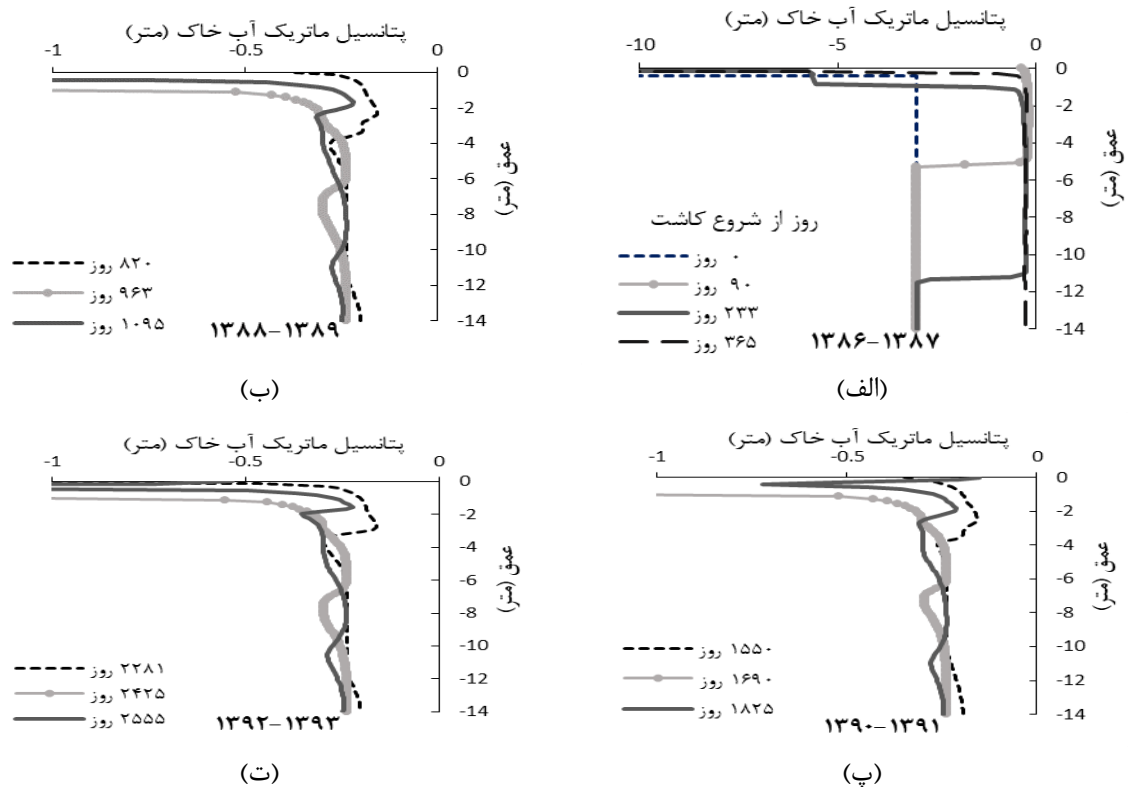 پتانسیل ماتریک آب خاک (متر)
-10 -5 0
0
-2
-4
-6
-8
-10
-12
-14
عمق (متر)
روز از شروع کاشت
۰ روز
۹۰ روز
۲۳۳ روز
۳۶۵ روز
۱۳۸۶-۱۳۸۷
(الف)
پتانسیل ماتریک آب خاک (متر)
-1 -0.5 0
0
-2
-4
-6
-8
-10
-12
-14
عمق (متر)
۸۲۰ روز
۹۶۳ روز
۱۰۹۵ روز
۱۳۸۸-۱۳۸۹
(ب)
پتانسیل ماتریک آب خاک (متر)
-1 -0.5 0
0
-2
-4
-6
-8
-10
-12
-14
عمق (متر)
۱۵۵۰ روز
۱۶۹۰ روز
۱۸۲۵ روز
۱۳۹۰-۱۳۹۱
(پ)
پتانسیل ماتریک آب خاک (متر)
-1 -0.5 0
0
-2
-4
-6
-8
-10
-12
-14
عمق (متر)
۲۲۸۱ روز
۲۴۲۵ روز
۲۵۵۵ روز
۱۳۹۲-۱۳۹۳
(ت)